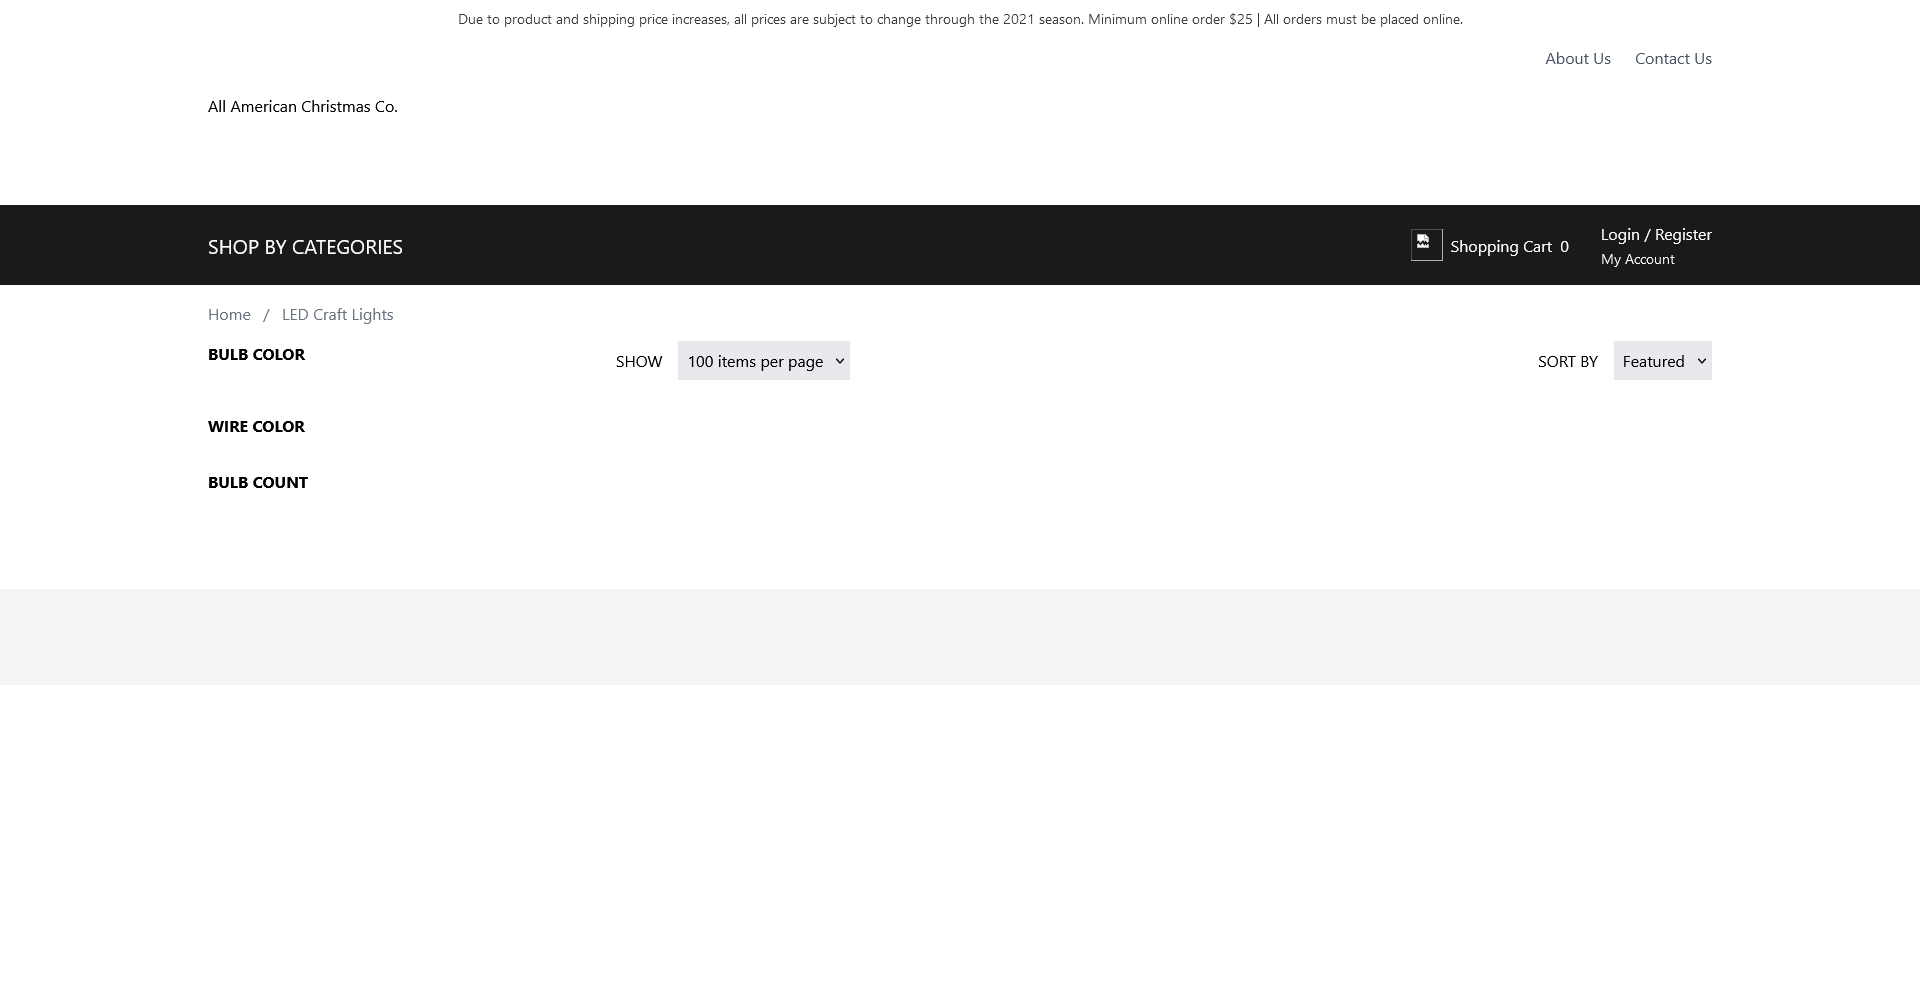 Due to product and shipping price increases, all prices are subject to change through the 2021 season. Minimum online order $25 | All orders must be placed online.
About Us Contact Us
All American Christmas Co.
SHOP BY CATEGORIES
Shopping Cart 0
Login / Register
My Account
Home / LED Craft Lights
BULB COLOR
SHOW 100 items per page
SORT BY Featured
WIRE COLOR
BULB COUNT